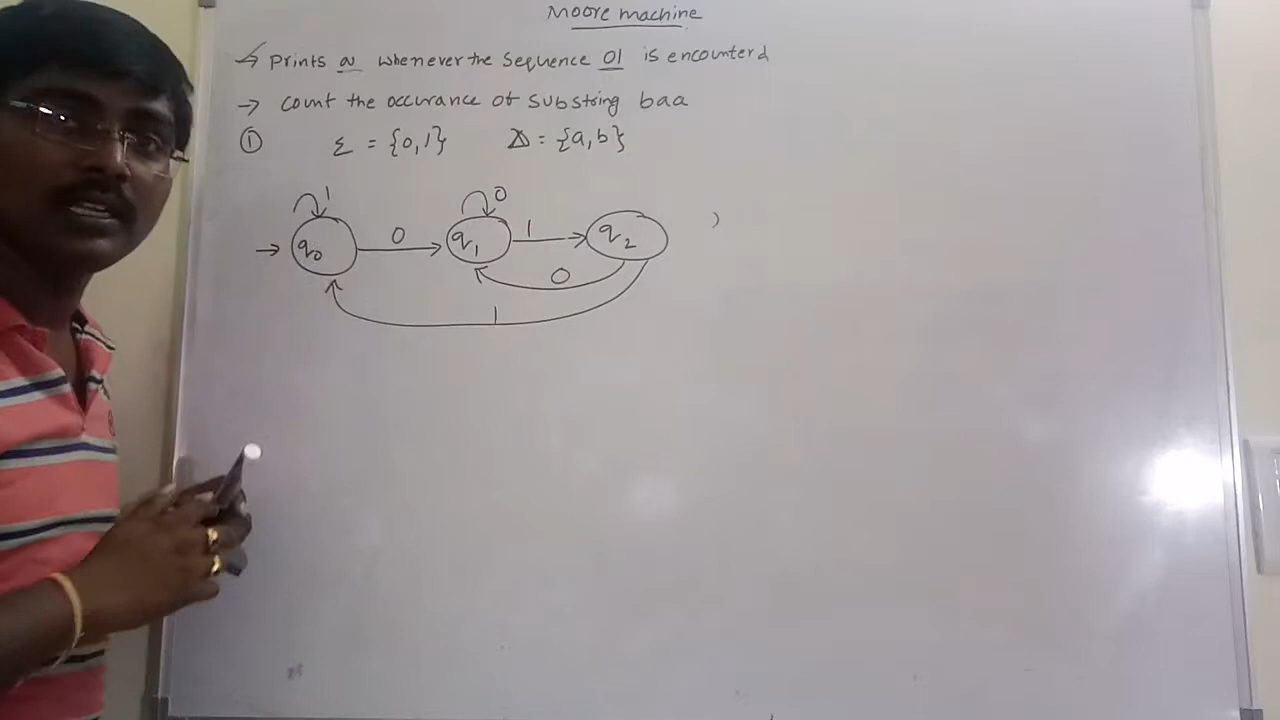 Moore machine
→ Prints a whenever the sequence 01 is encounterd
→ count the occurance of substring baa
① Σ = {0,1} Δ = {a,b}
1 0
→ q0 0 q1 1 q2
0
1